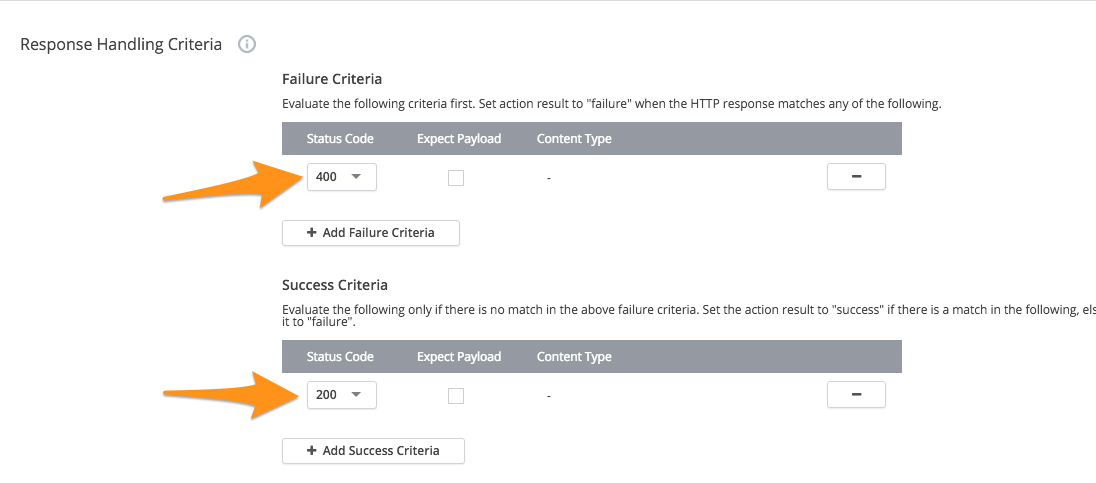 Response Handling Criteria
Failure Criteria
Evaluate the following criteria first. Set action result to "failure" when the HTTP response matches any of the following.
Status Code Expect Payload Content Type
400 -
+ Add Failure Criteria
Success Criteria
Evaluate the following only if there is no match in the above failure criteria. Set the action result to "success" if there is a match in the following, els
it to "failure".
Status Code Expect Payload Content Type
200 -
+ Add Success Criteria